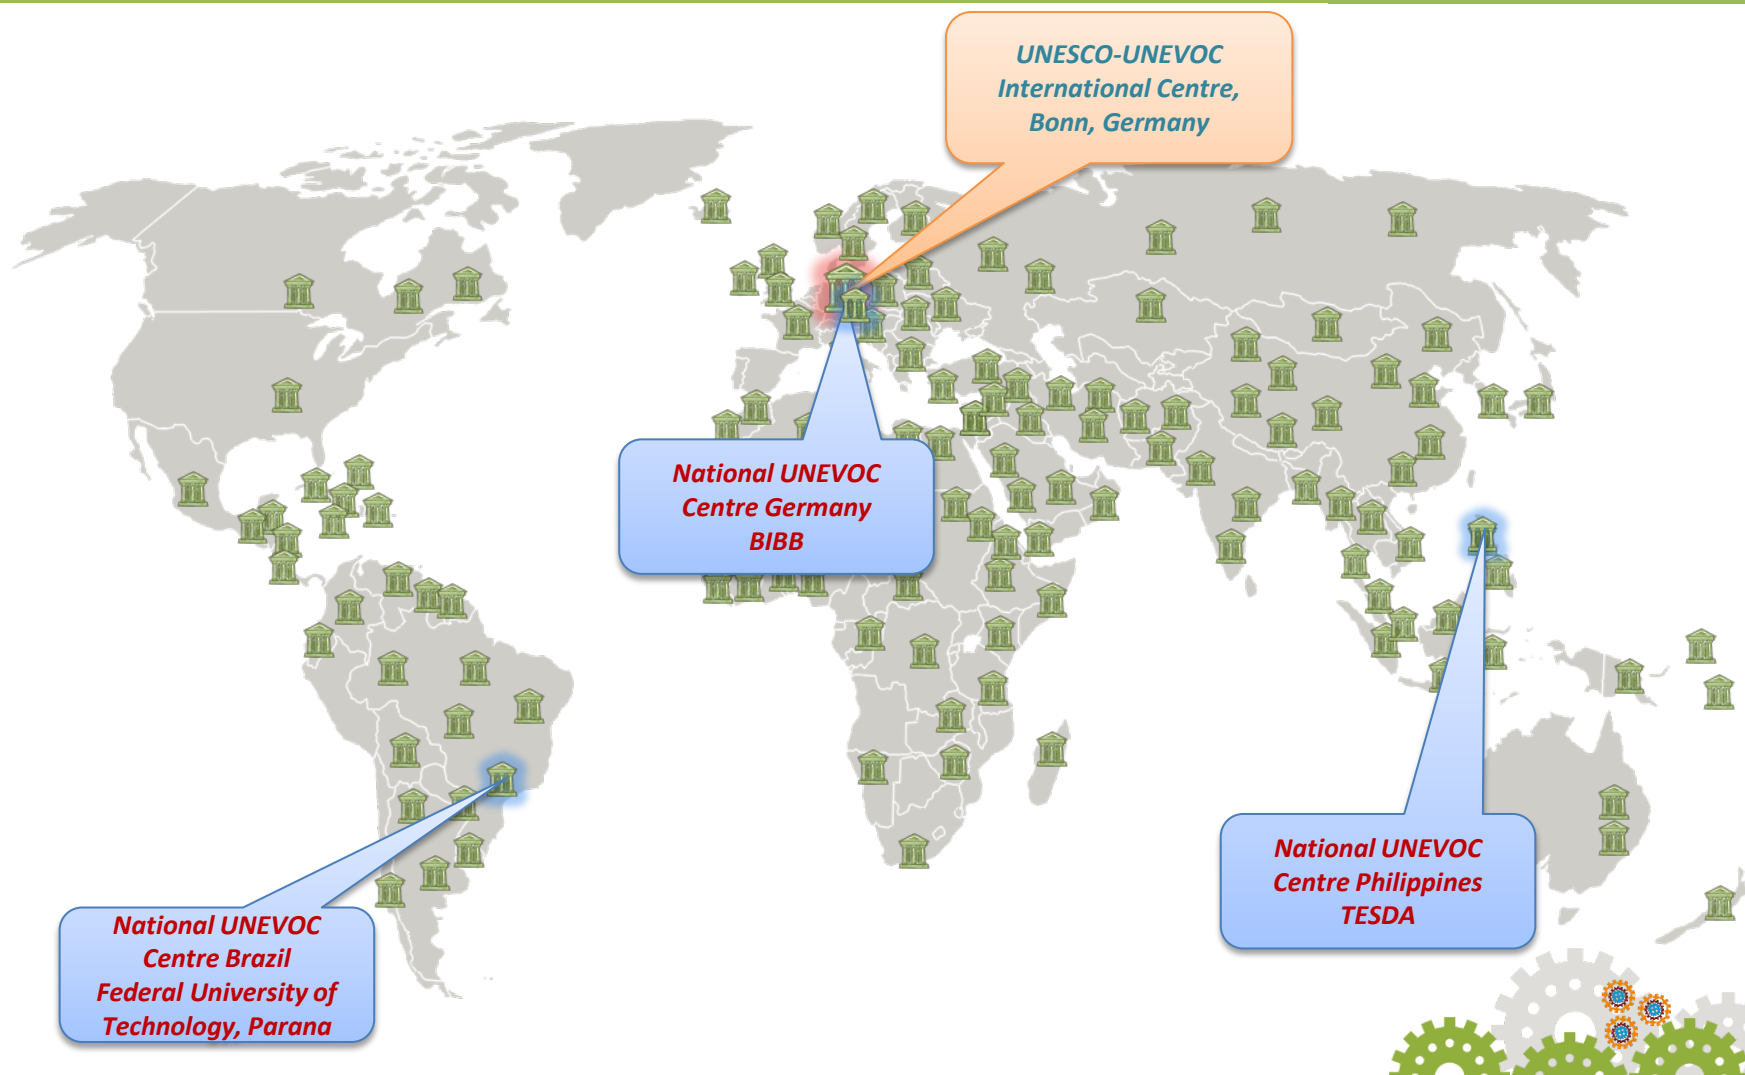 UNESCO-UNEVOC
International Centre,
Bonn, Germany
National UNEVOC
Centre Germany
BIBB
National UNEVOC
Centre Philippines
TESDA
National UNEVOC
Centre Brazil
Federal University of
Technology, Parana